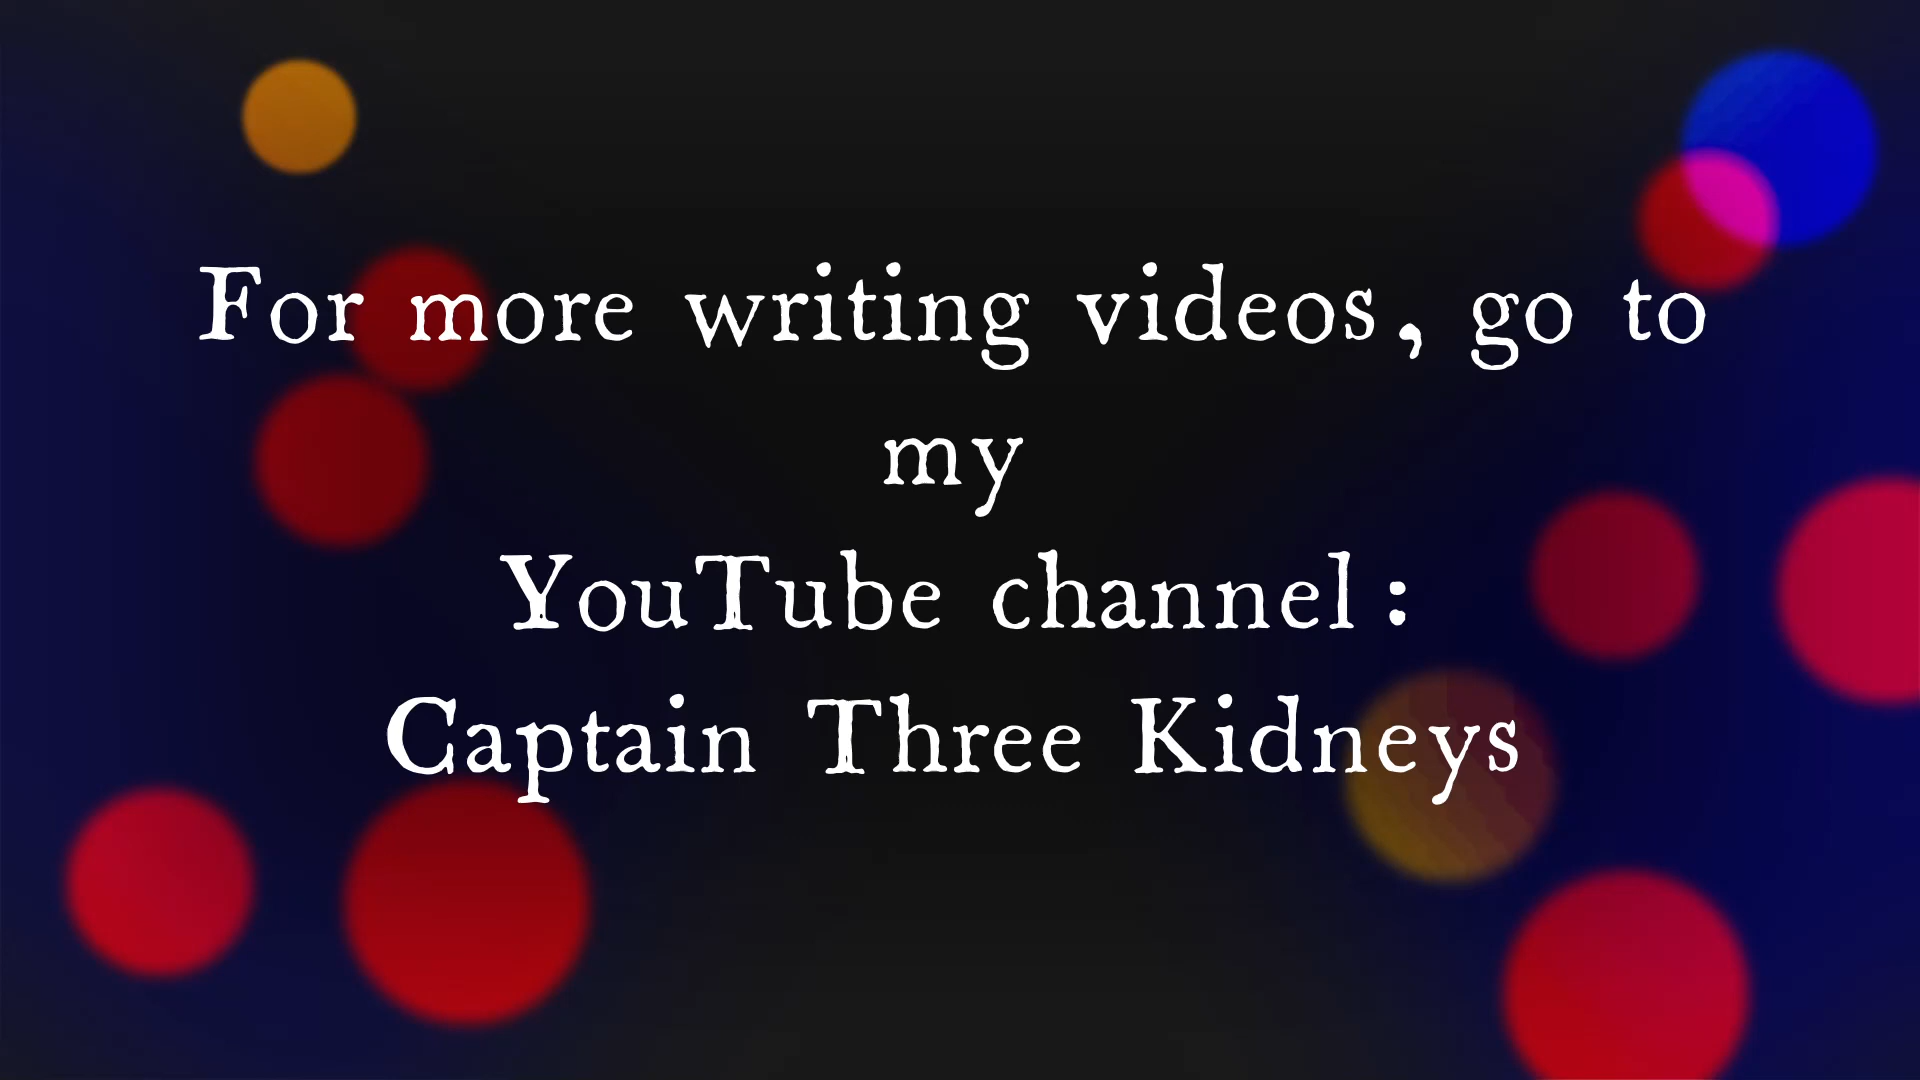 For more writing videos, go to
my
YouTube channel:
Captain Three Kidneys